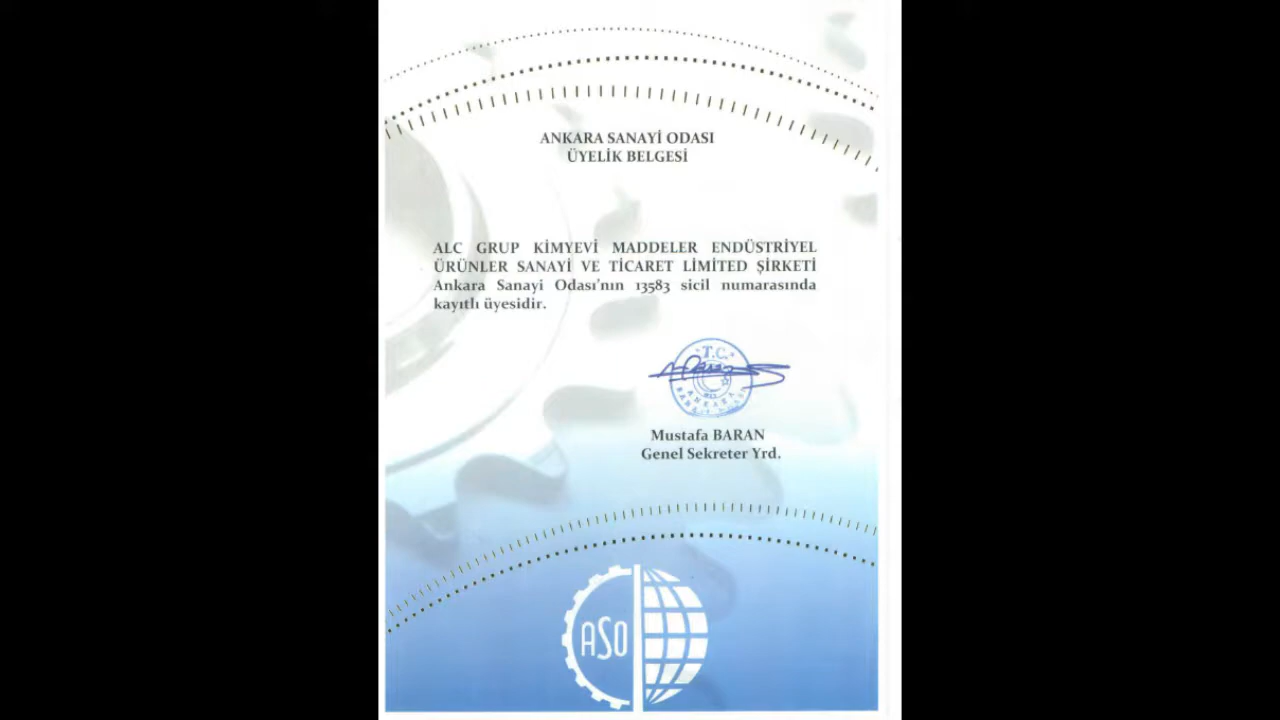 ANKARA SANAYİ ODASI
ÜYELİK BELGESİ
ALC GRUP KİMYEVİ MADDELER ENDÜSTRİYEL
ÜRÜNLER SANAYİ VE TİCARET LİMİTED ŞİRKETİ
Ankara Sanayi Odası'nın 13583 sicil numarasında
kayıtlı üyesidir.
T.C.
ANKARA
Mustafa BARAN
Genel Sekreter Yrd.
ASO